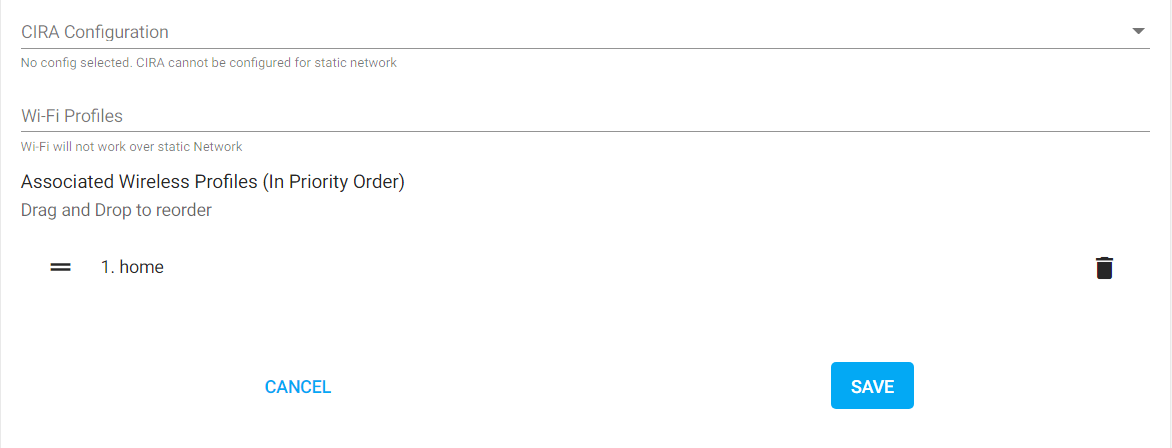 CIRA Configuration
No config selected. CIRA cannot be configured for static network
Wi-Fi Profiles
Wi-Fi will not work over static Network
Associated Wireless Profiles (In Priority Order)
Drag and Drop to reorder
1. home
CANCEL
SAVE